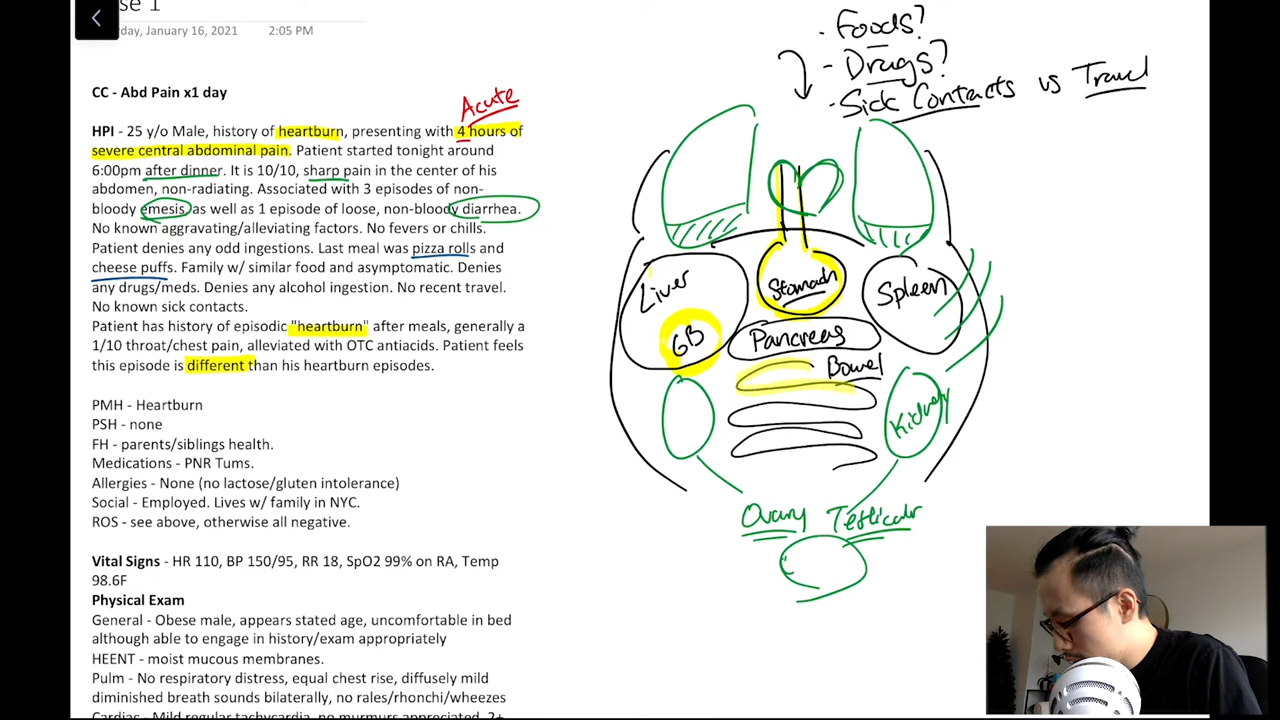 se 1
day, January 16, 2021 2:05 PM
CC - Abd Pain x1 day
Acute
HPI - 25 y/o Male, history of heartburn, presenting with 4 hours of
severe central abdominal pain. Patient started tonight around
6:00pm after dinner. It is 10/10, sharp pain in the center of his
abdomen, non-radiating. Associated with 3 episodes of non-
bloody emesis, as well as 1 episode of loose, non-bloody diarrhea.
No known aggravating/alleviating factors. No fevers or chills.
Patient denies any odd ingestions. Last meal was pizza rolls and
cheese puffs. Family w/ similar food and asymptomatic. Denies
any drugs/meds. Denies any alcohol ingestion. No recent travel.
No known sick contacts.
Patient has history of episodic "heartburn" after meals, generally a
1/10 throat/chest pain, alleviated with OTC antiacids. Patient feels
this episode is different than his heartburn episodes.
PMH - Heartburn
PSH - none
FH - parents/siblings health.
Medications - PNR Tums.
Allergies - None (no lactose/gluten intolerance)
Social - Employed. Lives w/ family in NYC.
ROS - see above, otherwise all negative.
Vital Signs - HR 110, BP 150/95, RR 18, SpO2 99% on RA, Temp
98.6F
Physical Exam
General - Obese male, appears stated age, uncomfortable in bed
although able to engage in history/exam appropriately
HEENT - moist mucous membranes.
Pulm - No respiratory distress, equal chest rise, diffusely mild
diminished breath sounds bilaterally, no rales/rhonchi/wheezes
Cardiac - Mild regular tachycardia, no murmurs appreciated, 2+
- Foods?
- Drugs?
- Sick Contacts vs Travel
Liver
Stomach
Spleen
GB
Pancreas
Bowel
Kidney
Ovary Testicular